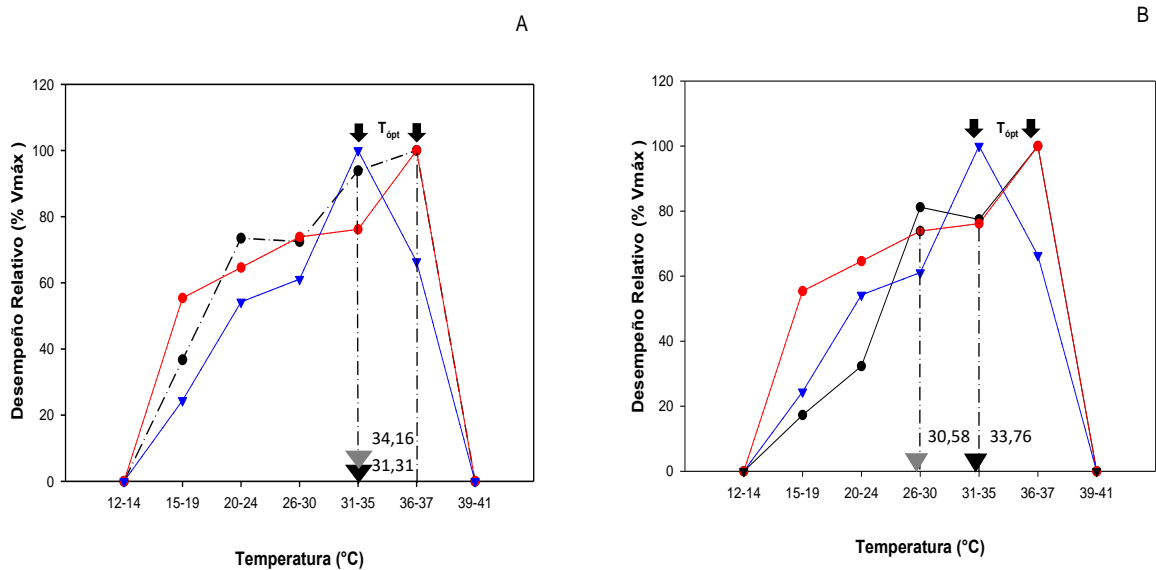 A
Desempeño Relativo (% Vmáx)
120
100
80
60
40
20
0
Tópt
34,16
31,31
12-14 15-19 20-24 26-30 31-35 36-37 39-41
Temperatura (°C)
B
Desempeño Relativo (% Vmáx)
120
100
80
60
40
20
0
Tópt
30,58 33,76
12-14 15-19 20-24 26-30 31-35 36-37 39-41
Temperatura (°C)